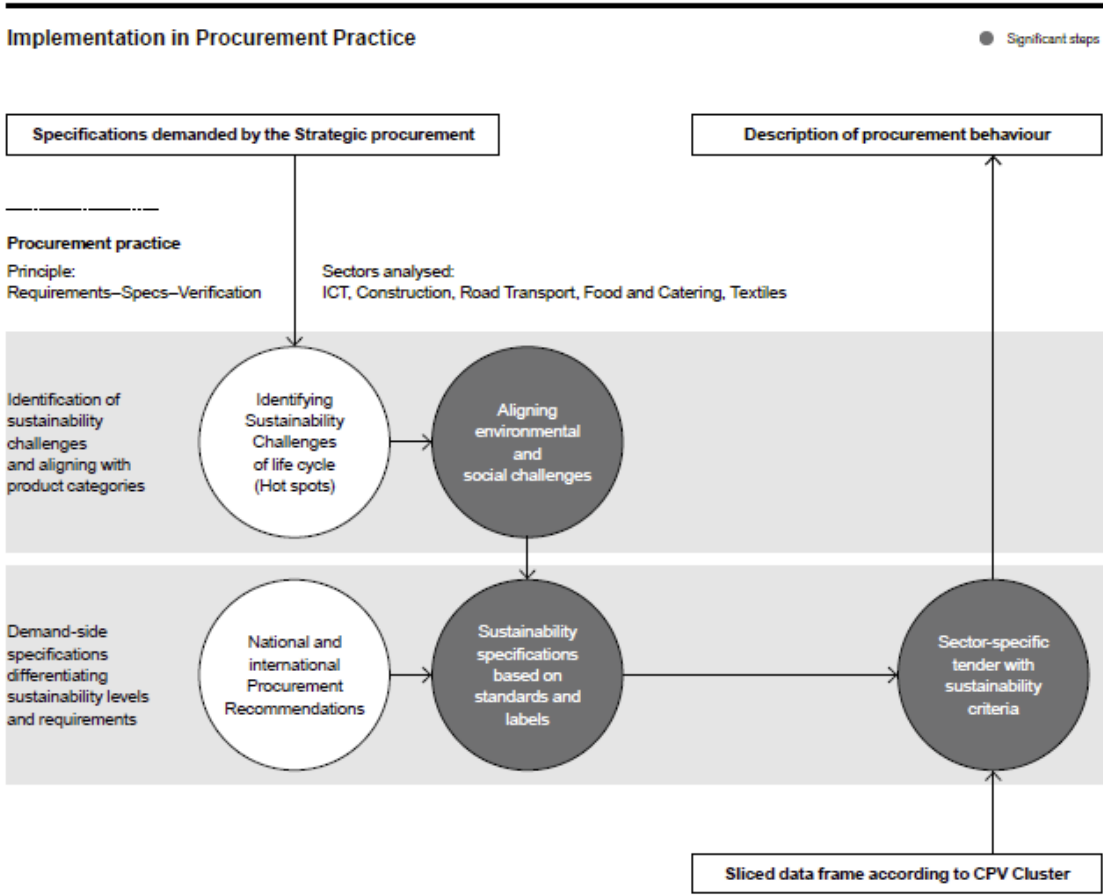 Implementation in Procurement Practice
Significant steps
Specifications demanded by the Strategic procurement
Description of procurement behaviour
Procurement practice
Principle:
Requirements–Specs–Verification
Sectors analysed:
ICT, Construction, Road Transport, Food and Catering, Textiles
Identification of
sustainability
challenges
and aligning with
product categories
Identifying
Sustainability
Challenges
of life cycle
(Hot spots)
Aligning
environmental
and
social challenges
Demand-side
specifications
differentiating
sustainability levels
and requirements
National and
international
Procurement
Recommendations
Sustainability
specifications
based on
standards and
labels
Sector-specific
tender with
sustainability
criteria
Sliced data frame according to CPV Cluster